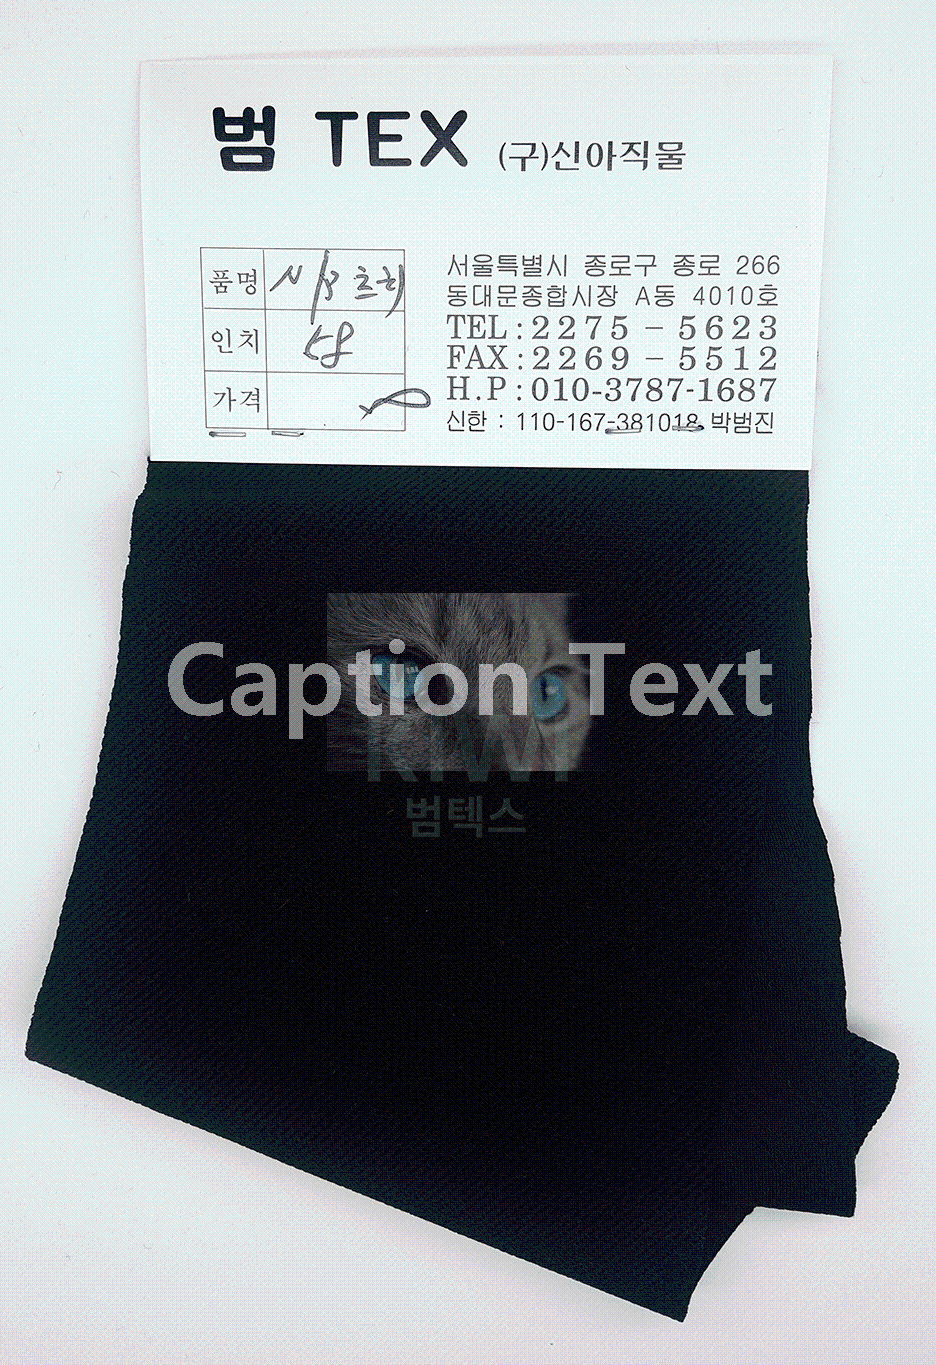 범 TEX (구)신아직물
품명
인치 58
가격
서울특별시 종로구 종로 266
동대문종합시장 A동 4010호
TEL : 2275 - 5623
FAX : 2269 - 5512
H.P : 010-3787-1687
신한 : 110-167-381018 박범진
Caption Text
KIWI
범텍스